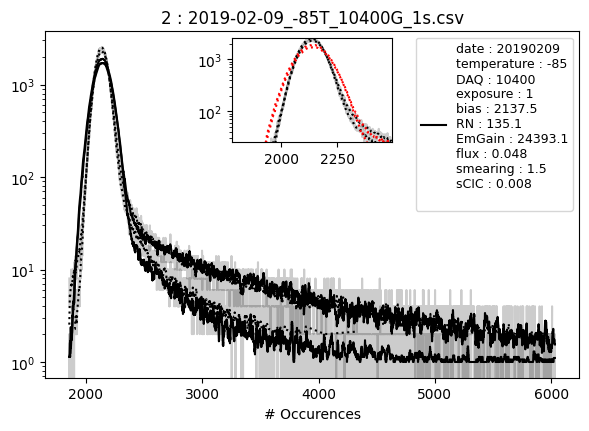 2 : 2019-02-09_-85T_10400G_1s.csv
date : 20190209
temperature : -85
DAQ : 10400
exposure : 1
bias : 2137.5
RN : 135.1
EmGain : 24393.1
flux : 0.048
smearing : 1.5
sCIC : 0.008
10³
10²
10¹
10⁰
10³
10²
2000 2250
2000 3000 4000 5000 6000
# Occurences